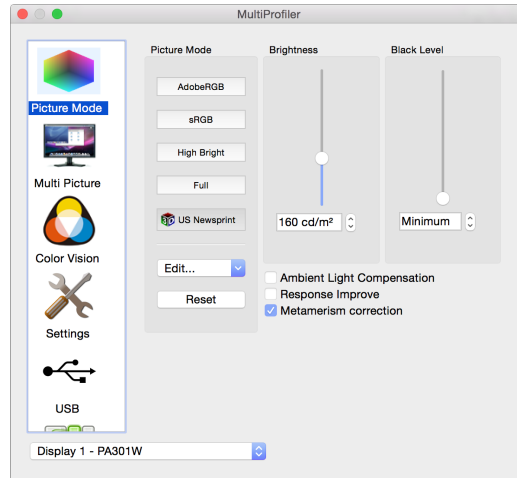 MultiProfiler
Picture Mode
Multi Picture
Color Vision
Settings
USB
Picture Mode
AdobeRGB
sRGB
High Bright
Full
3D US Newsprint
Edit...
Reset
Brightness
160 cd/m²
Black Level
Minimum
Ambient Light Compensation
Response Improve
Metamerism correction
Display 1 - PA301W